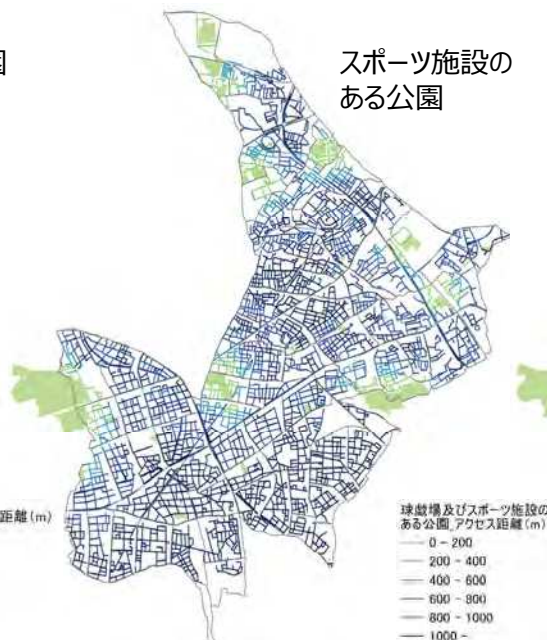 園
スポーツ施設の
ある公園
距離(m)
球戯場及びスポーツ施設の
ある公園_アクセス距離(m)
0 - 200
200 - 400
400 - 600
600 - 800
800 - 1000
1000 -